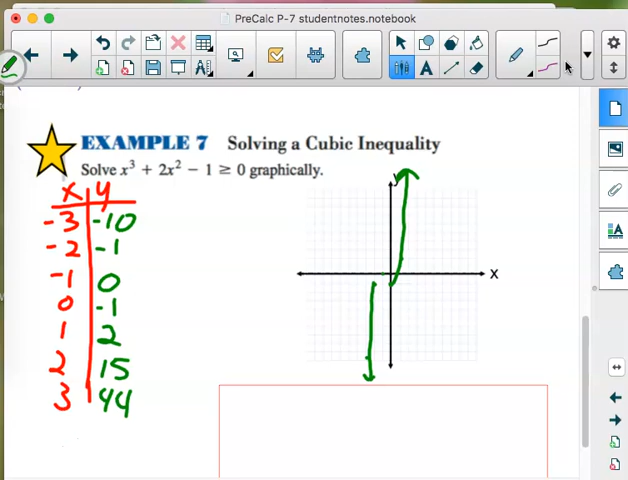 PreCalc P-7 studentnotes.notebook
EXAMPLE 7 Solving a Cubic Inequality
Solve x³ + 2x² − 1 ≥ 0 graphically.
x y
-3 -10
-2 -1
-1 0
0 -1
1 2
2 15
3 44
y
x